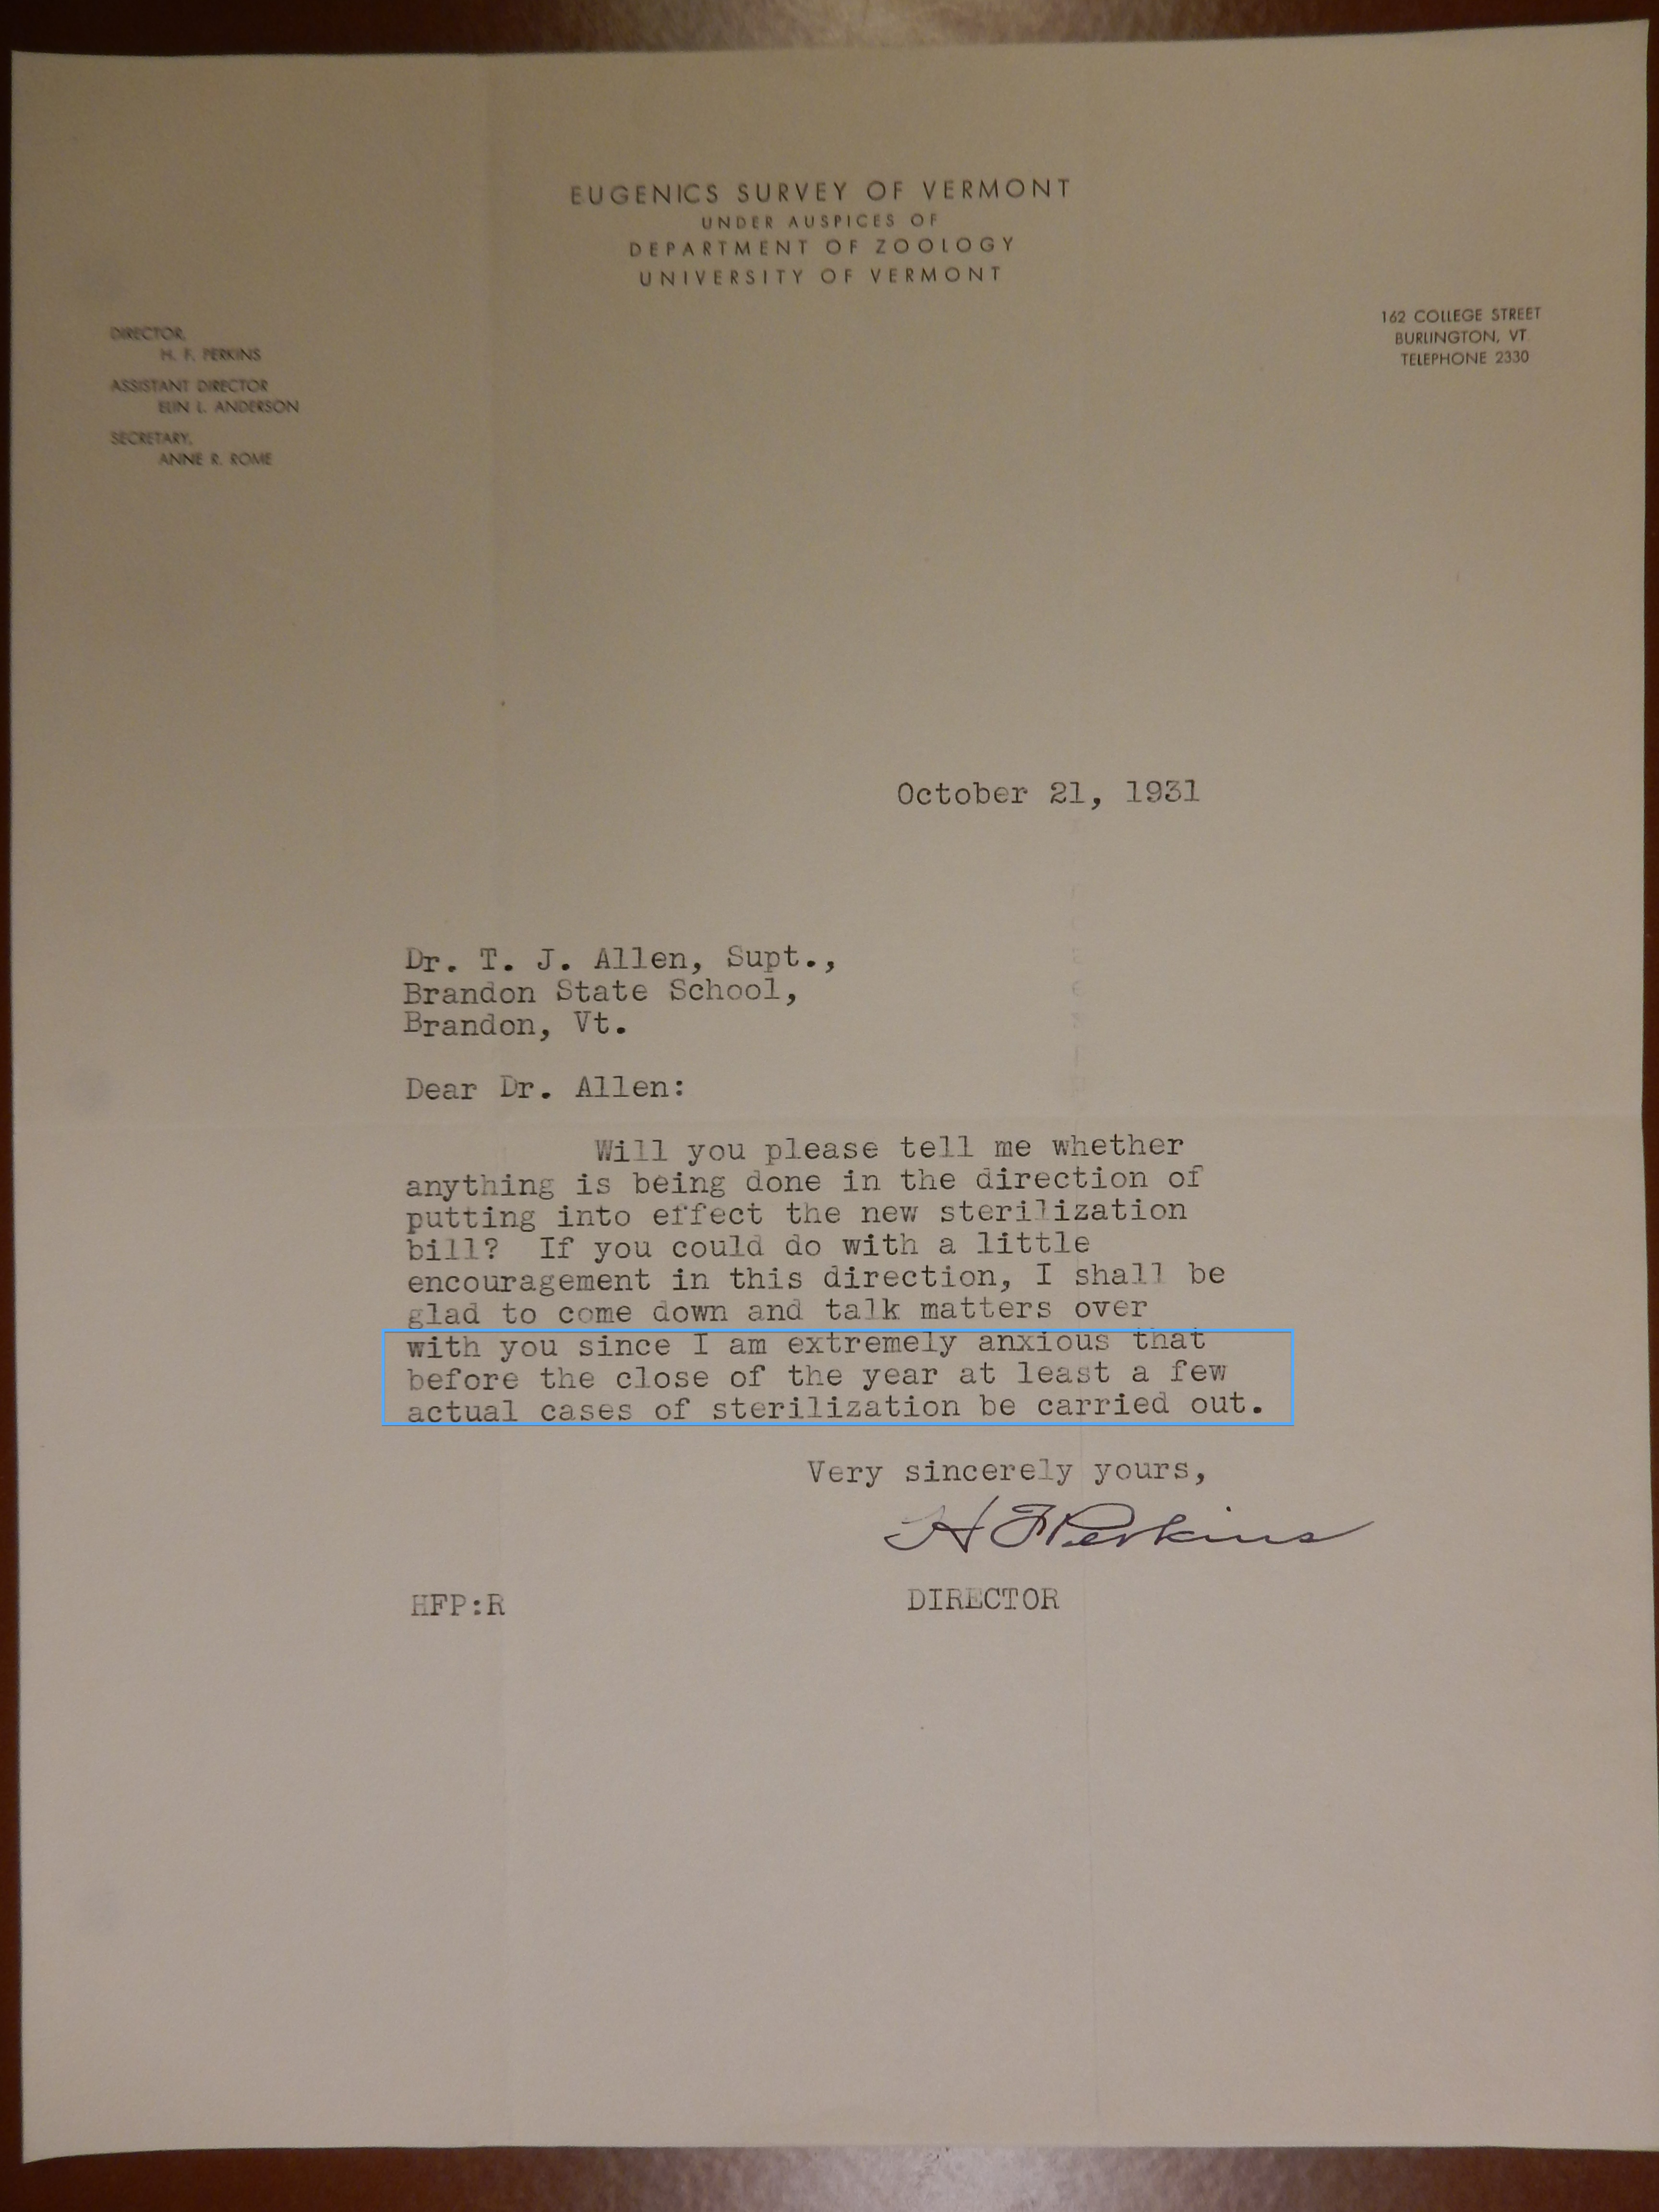 EUGENICS SURVEY OF VERMONT
UNDER AUSPICES OF
DEPARTMENT OF ZOOLOGY
UNIVERSITY OF VERMONT
DIRECTOR,
H. F. PERKINS
ASSISTANT DIRECTOR
ELIN L. ANDERSON
SECRETARY,
ANNE R. ROME
162 COLLEGE STREET
BURLINGTON, VT.
TELEPHONE 2330
October 21, 1931
Dr. T. J. Allen, Supt.,
Brandon State School,
Brandon, Vt.
Dear Dr. Allen:
Will you please tell me whether
anything is being done in the direction of
putting into effect the new sterilization
bill? If you could do with a little
encouragement in this direction, I shall be
glad to come down and talk matters over
with you since I am extremely anxious that
before the close of the year at least a few
actual cases of sterilization be carried out.
Very sincerely yours,
H F Perkins
HFP:R DIRECTOR